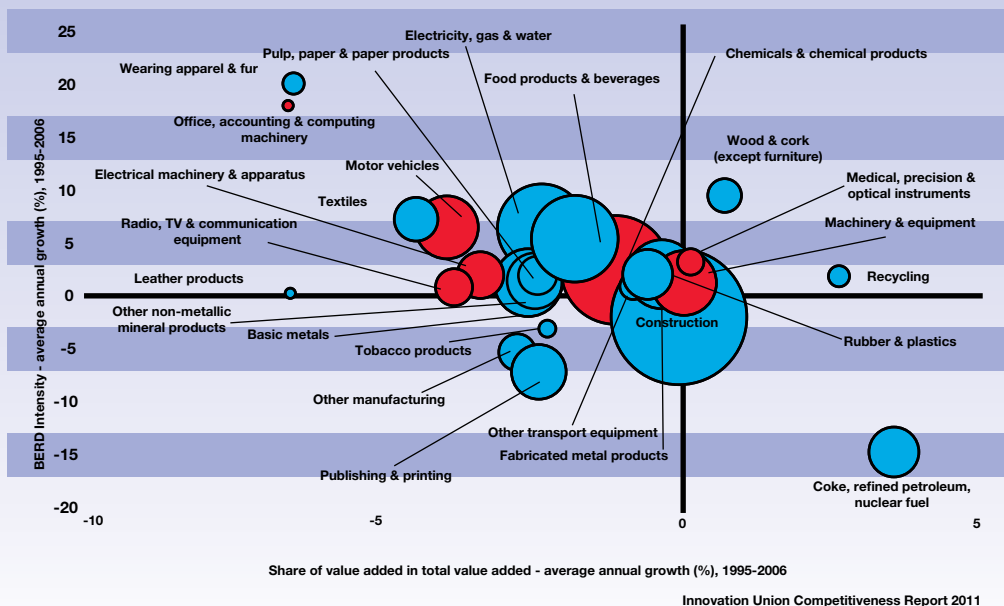 Electricity, gas & water
Pulp, paper & paper products
Chemicals & chemical products
Wearing apparel & fur
Food products & beverages
Office, accounting & computing
machinery
Wood & cork
(except furniture)
Motor vehicles
Electrical machinery & apparatus
Medical, precision &
optical instruments
Textiles
Radio, TV & communication
equipment
Machinery & equipment
Leather products
Recycling
Other non-metallic
mineral products
Basic metals
Construction
Tobacco products
Rubber & plastics
Other manufacturing
Other transport equipment
Fabricated metal products
Publishing & printing
Coke, refined petroleum,
nuclear fuel
BERD Intensity - average annual growth (%), 1995-2006
25
20
15
10
5
0
-5
-10
-15
-20
-10
-5
0
5
Share of value added in total value added - average annual growth (%), 1995-2006
Innovation Union Competitiveness Report 2011